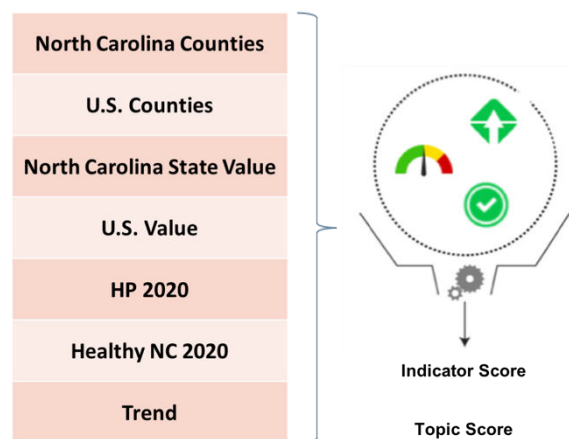 North Carolina Counties
U.S. Counties
North Carolina State Value
U.S. Value
HP 2020
Healthy NC 2020
Trend
Indicator Score
Topic Score